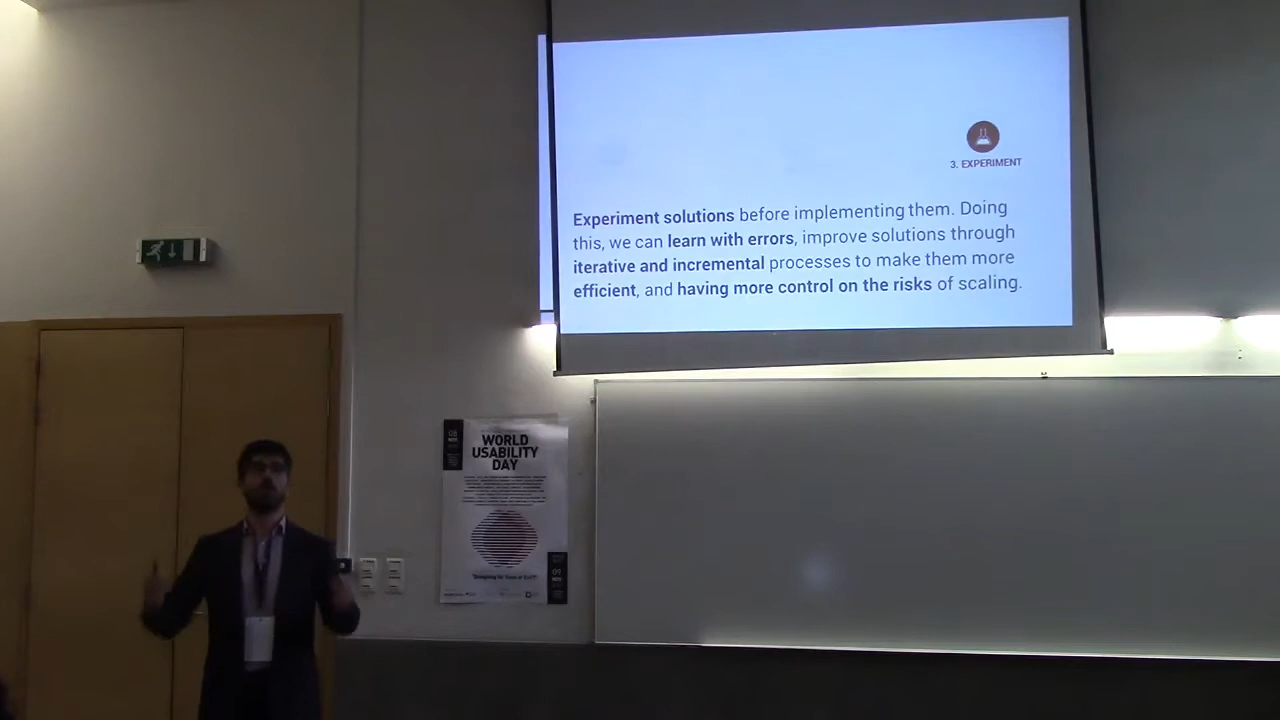 3. EXPERIMENT
Experiment solutions before implementing them. Doing
this, we can learn with errors, improve solutions through
iterative and incremental processes to make them more
efficient, and having more control on the risks of scaling.
WORLD
USABILITY
DAY
09